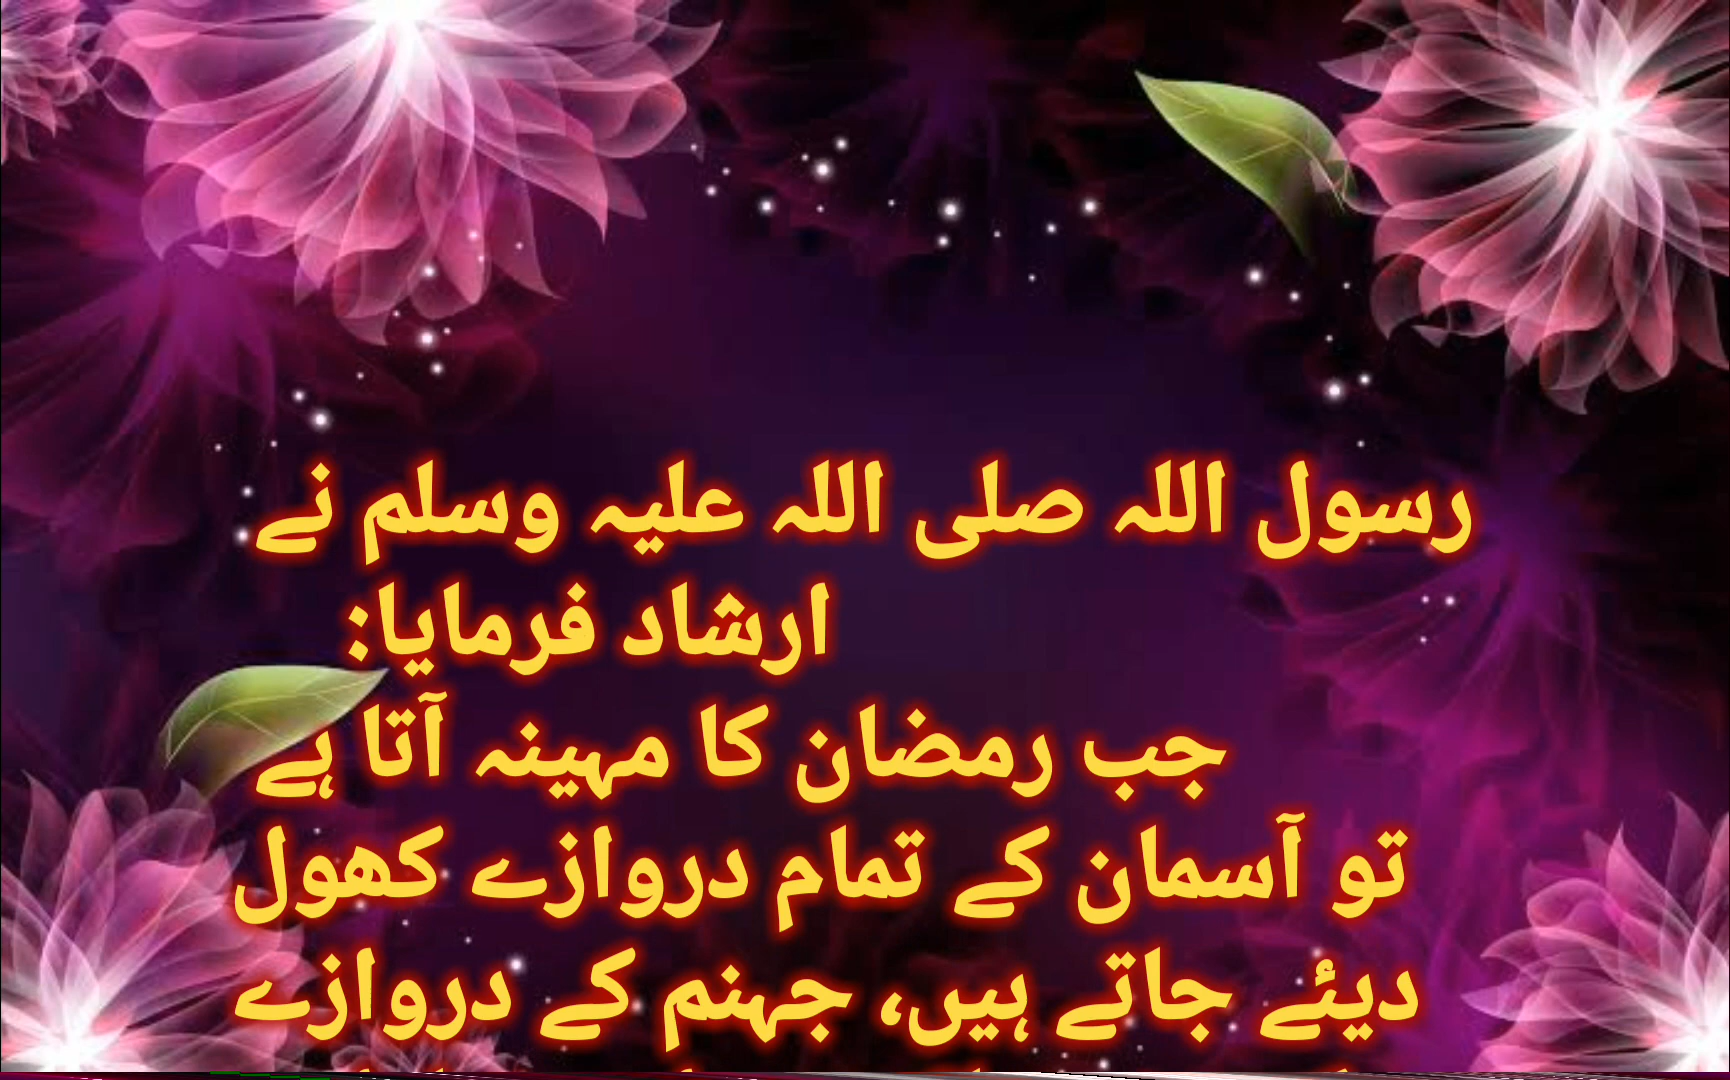 رسول اللہ صلی اللہ علیہ وسلم نے
ارشاد فرمایا:
جب رمضان کا مہینہ آتا ہے
تو آسمان کے تمام دروازے کھول
دیئے جاتے ہیں، جہنم کے دروازے